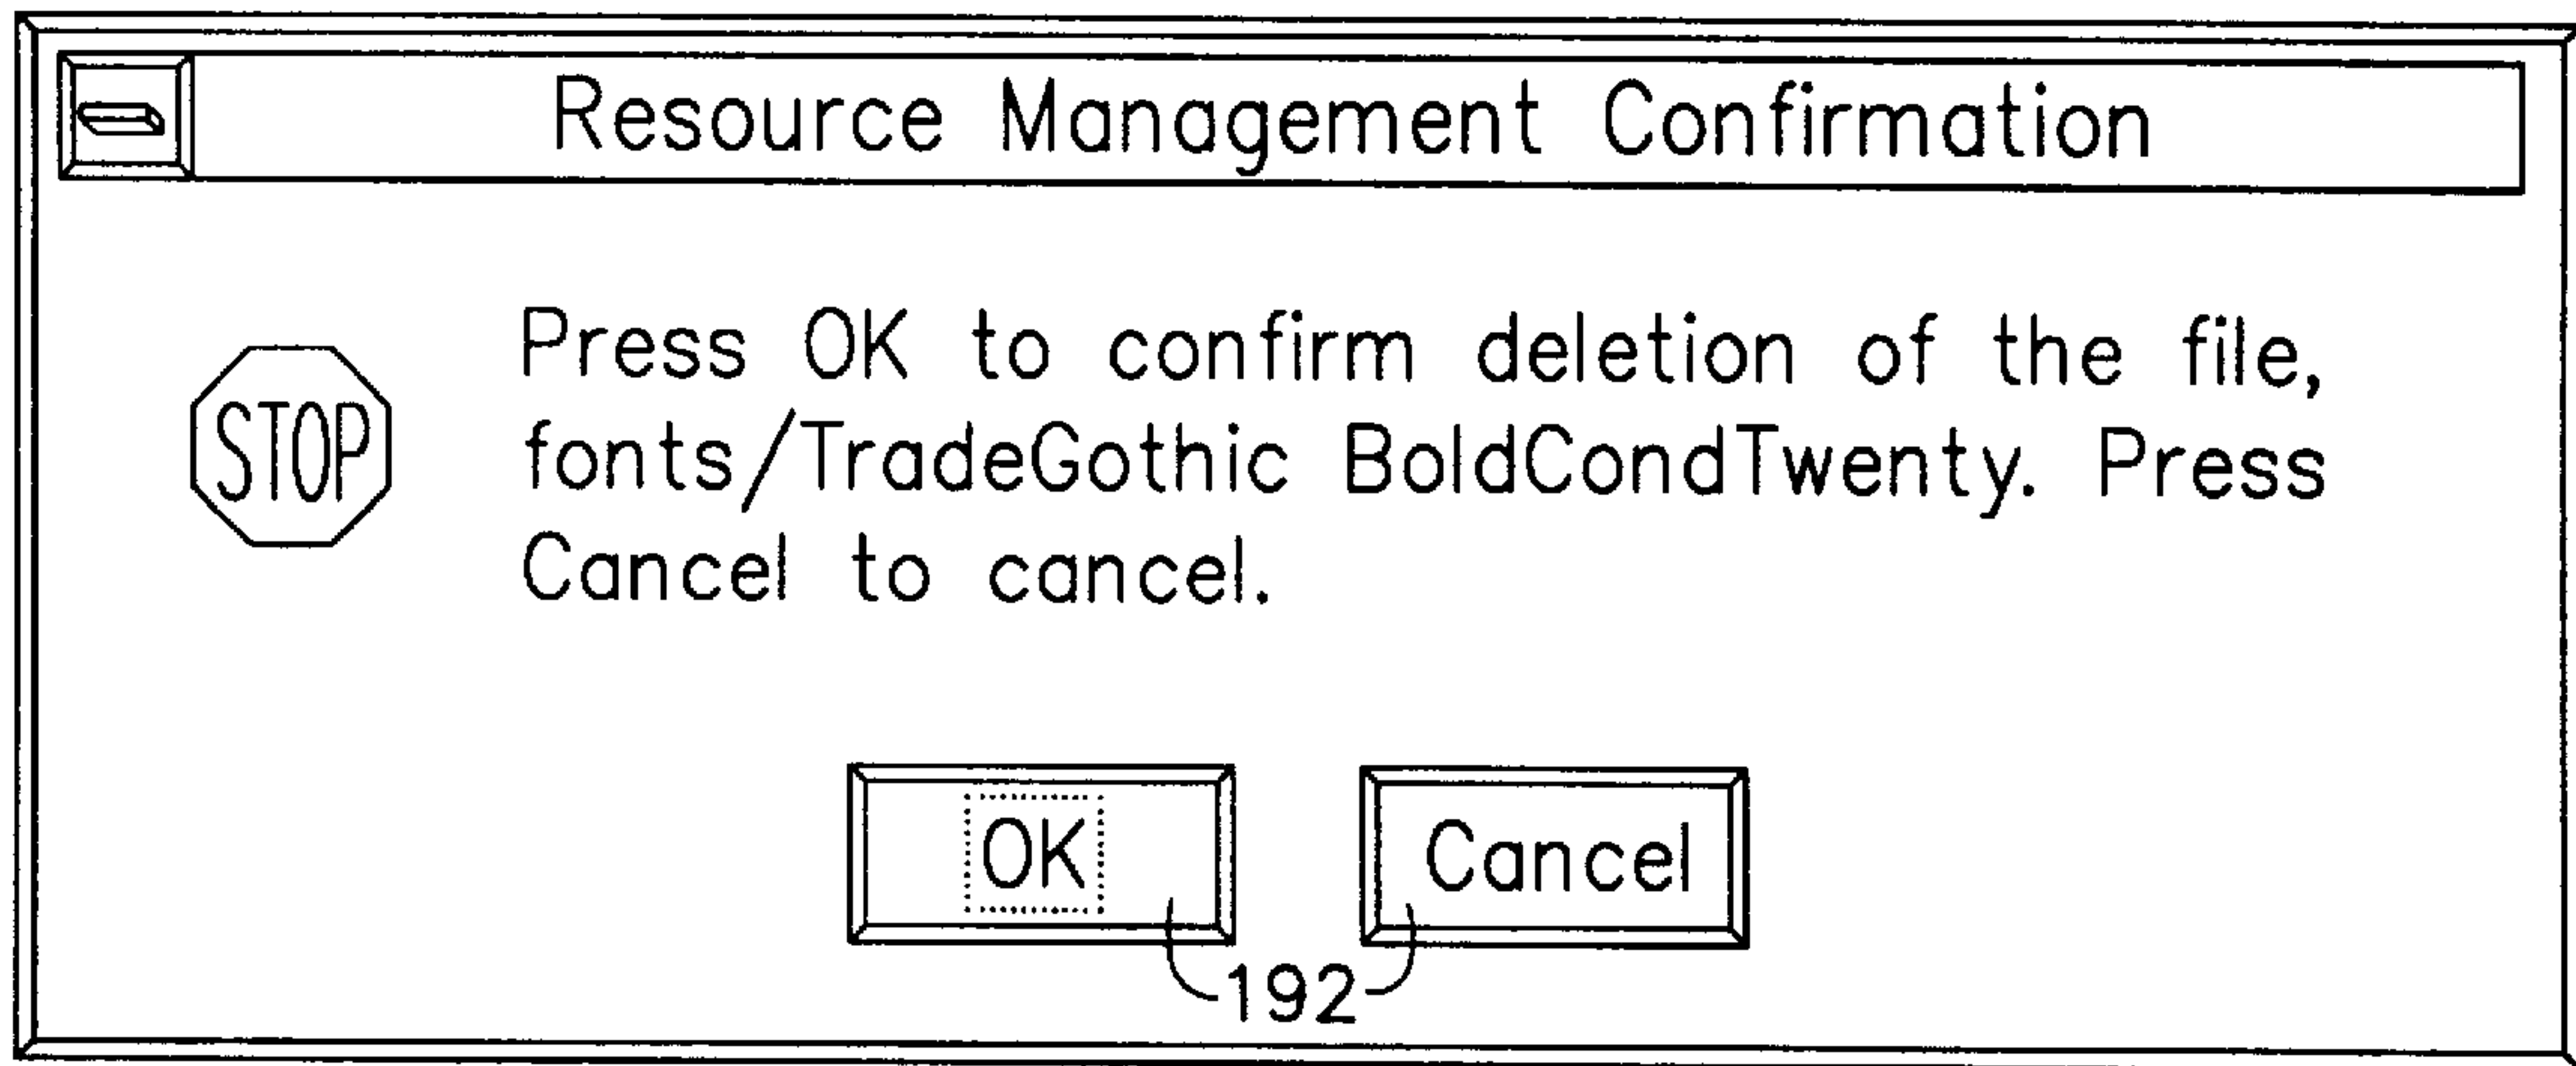 Resource Management Confirmation
STOP
Press OK to confirm deletion of the file,
fonts/TradeGothic BoldCondTwenty. Press
Cancel to cancel.
OK
Cancel
192